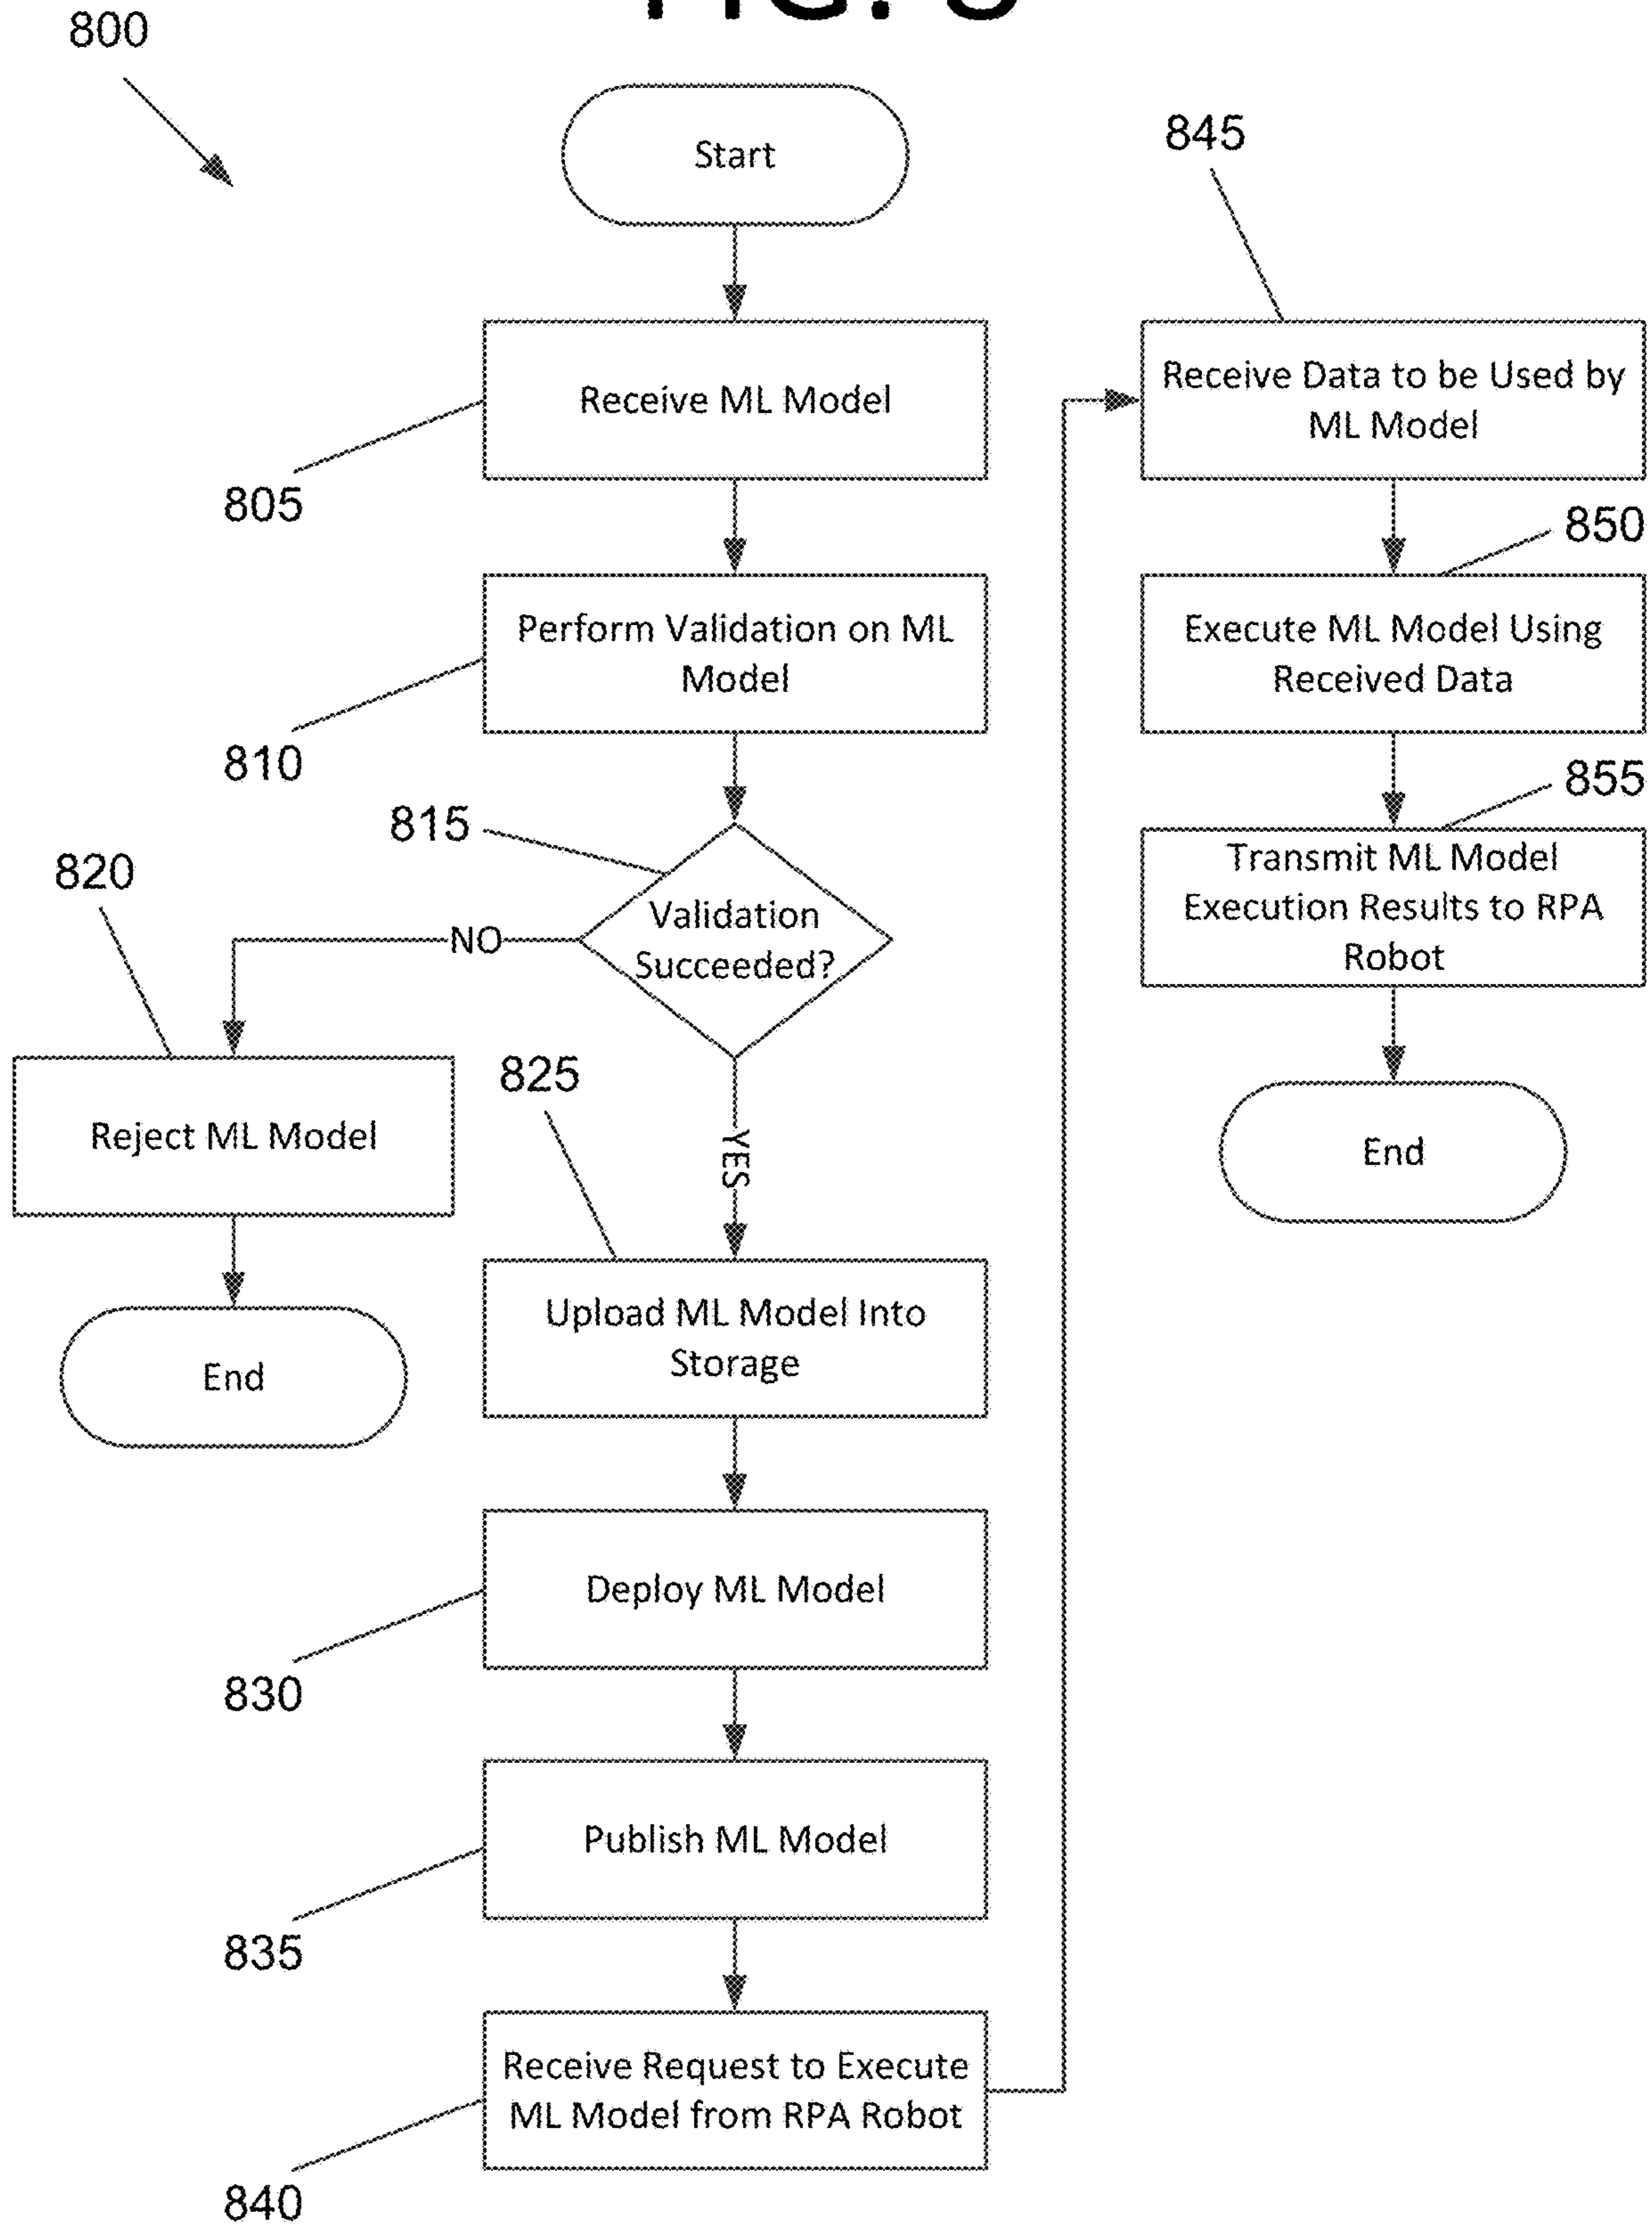 800
Start
Receive ML Model
805
Perform Validation on ML
Model
810
815
Validation
Succeeded?
NO
YES
820
Reject ML Model
End
825
Upload ML Model Into
Storage
Deploy ML Model
830
Publish ML Model
835
Receive Request to Execute
ML Model from RPA Robot
840
845
Receive Data to be Used by
ML Model
850
Execute ML Model Using
Received Data
855
Transmit ML Model
Execution Results to RPA
Robot
End